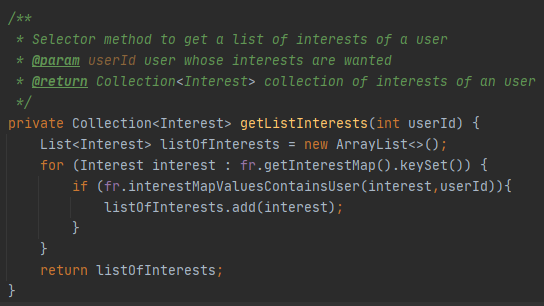 /**
 * Selector method to get a list of interests of a user
 * @param userId user whose interests are wanted
 * @return Collection<Interest> collection of interests of an user
 */
private Collection<Interest> getListInterests(int userId) {
    List<Interest> listOfInterests = new ArrayList<>();
    for (Interest interest : fr.getInterestMap().keySet()) {
        if (fr.interestMapValuesContainsUser(interest,userId)){
            listOfInterests.add(interest);
        }
    }
    return listOfInterests;
}